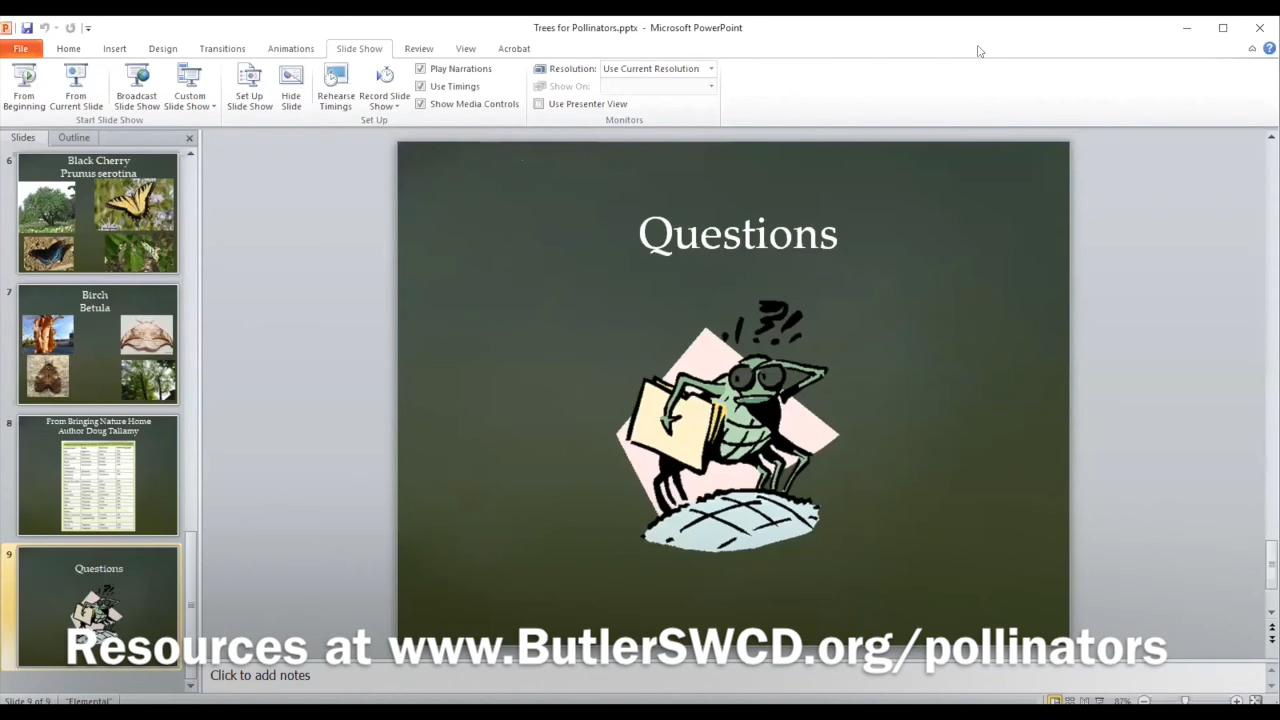 Trees for Pollinators.pptx - Microsoft PowerPoint
File Home Insert Design Transitions Animations Slide Show Review View Acrobat
From Beginning
From Current Slide
Broadcast Slide Show
Custom Slide Show
Set Up Slide Show
Hide Slide
Rehearse Timings
Record Slide Show
Play Narrations
Use Timings
Show Media Controls
Resolution: Use Current Resolution
Show On:
Use Presenter View
Start Slide Show
Set Up
Monitors
Slides Outline
6
Black Cherry
Prunus serotina
7
Birch
Betula
8
From Bringing Nature Home
Author Doug Tallamy
9
Questions
Questions
?!
!?!
Resources at www.ButlerSWCD.org/pollinators
Click to add notes
Slide 9 of 9 "Elemental" 87%